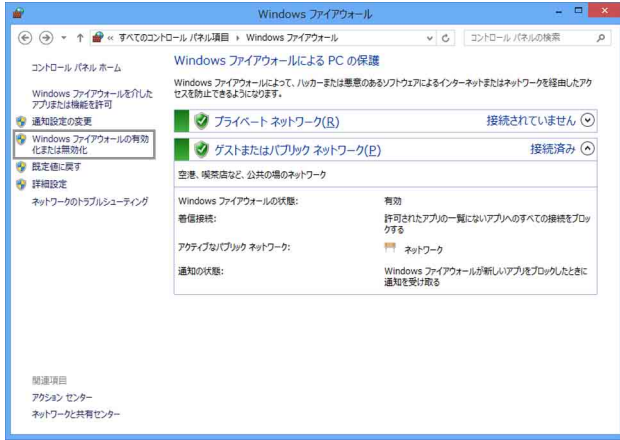 Windows ファイアウォール
« すべてのコントロール パネル項目 › Windows ファイアウォール
コントロール パネルの検索
コントロール パネル ホーム
Windows ファイアウォールを介した
アプリまたは機能を許可
通知設定の変更
Windows ファイアウォールの有効
化または無効化
既定値に戻す
詳細設定
ネットワークのトラブルシューティング
Windows ファイアウォールによる PC の保護
Windows ファイアウォールによって、ハッカーまたは悪意のあるソフトウェアによるインターネットまたはネットワークを経由したアク
セスを防止できるようになります。
プライベート ネットワーク(R) 接続されていません
ゲストまたはパブリック ネットワーク(P) 接続済み
空港、喫茶店など、公共の場のネットワーク
Windows ファイアウォールの状態: 有効
着信接続: 許可されたアプリの一覧にないアプリへのすべての接続をブロッ
クする
アクティブなパブリック ネットワーク: ネットワーク
通知の状態: Windows ファイアウォールが新しいアプリをブロックしたときに
通知を受け取る
関連項目
アクション センター
ネットワークと共有センター